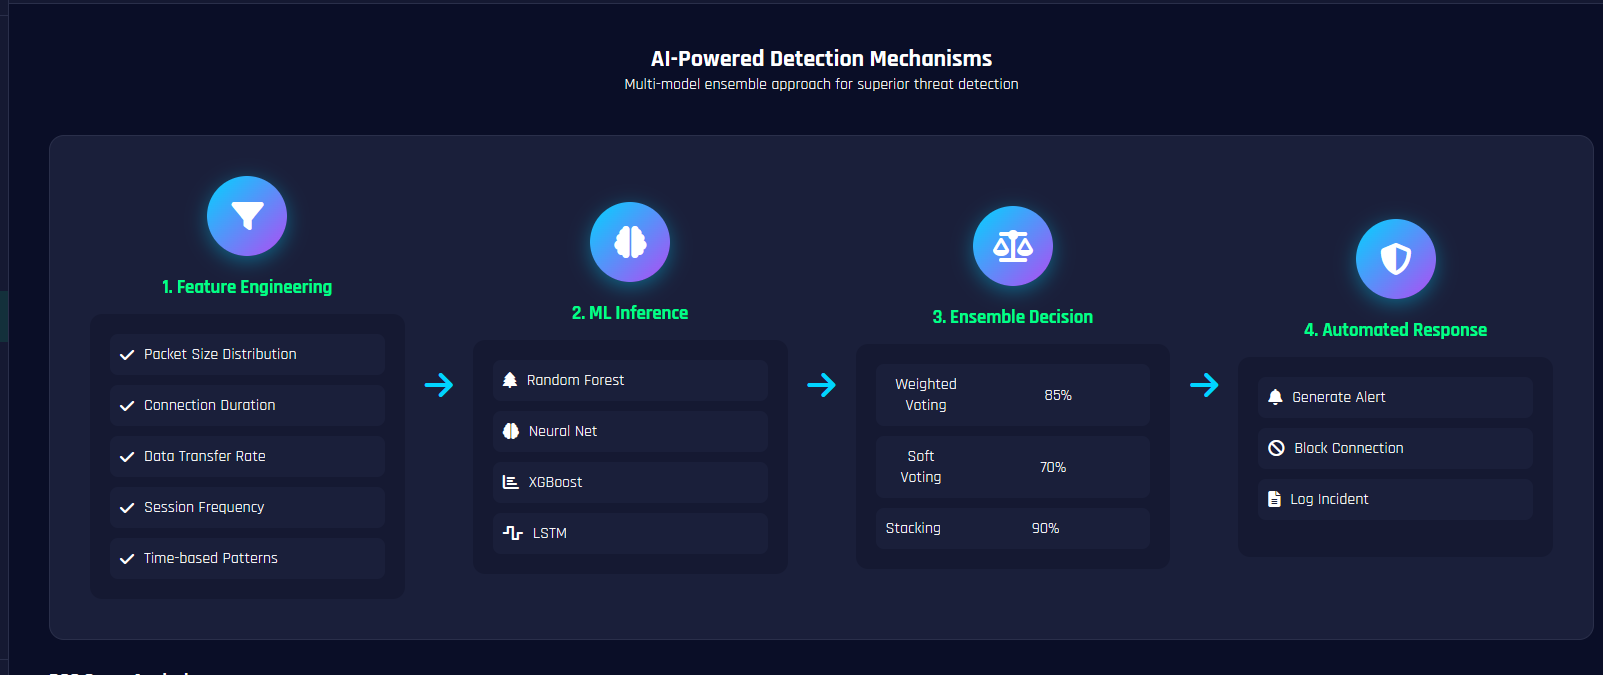 AI-Powered Detection Mechanisms
Multi-model ensemble approach for superior threat detection
1. Feature Engineering
Packet Size Distribution
Connection Duration
Data Transfer Rate
Session Frequency
Time-based Patterns
2. ML Inference
Random Forest
Neural Net
XGBoost
LSTM
3. Ensemble Decision
Weighted
Voting
85%
Soft
Voting
70%
Stacking
90%
4. Automated Response
Generate Alert
Block Connection
Log Incident